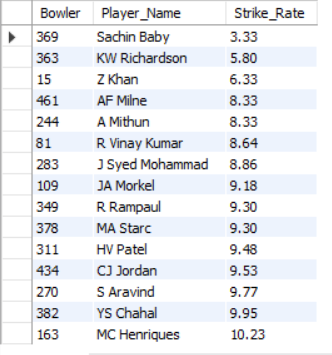 Bowler Player_Name Strike_Rate
369 Sachin Baby 3.33
363 KW Richardson 5.80
15 Z Khan 6.33
461 AF Milne 8.33
244 A Mithun 8.33
81 R Vinay Kumar 8.64
283 J Syed Mohammad 8.86
109 JA Morkel 9.18
349 R Rampaul 9.30
378 MA Starc 9.30
311 HV Patel 9.48
434 CJ Jordan 9.53
270 S Aravind 9.77
382 YS Chahal 9.95
163 MC Henriques 10.23